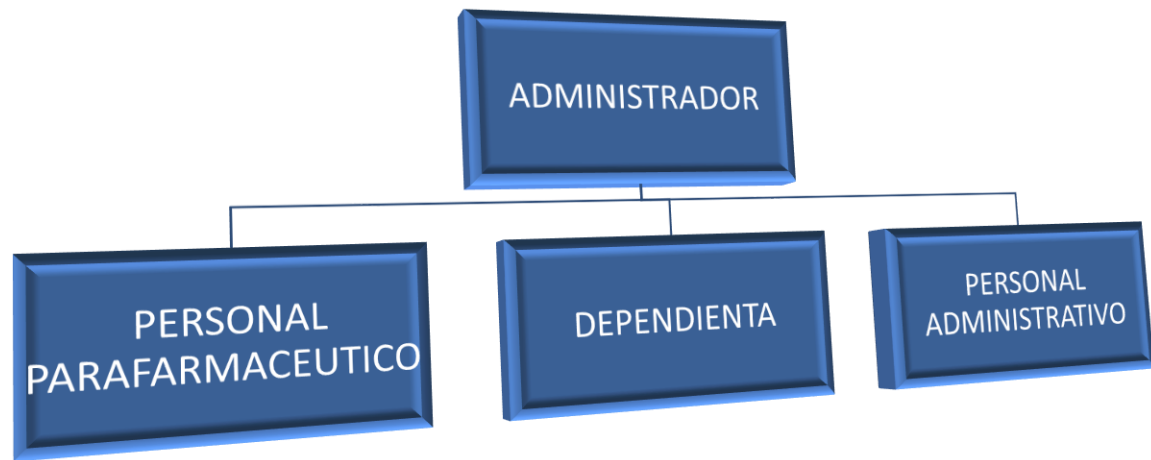 ADMINISTRADOR
PERSONAL
PARAFARMACEUTICO
DEPENDIENTA
PERSONAL
ADMINISTRATIVO